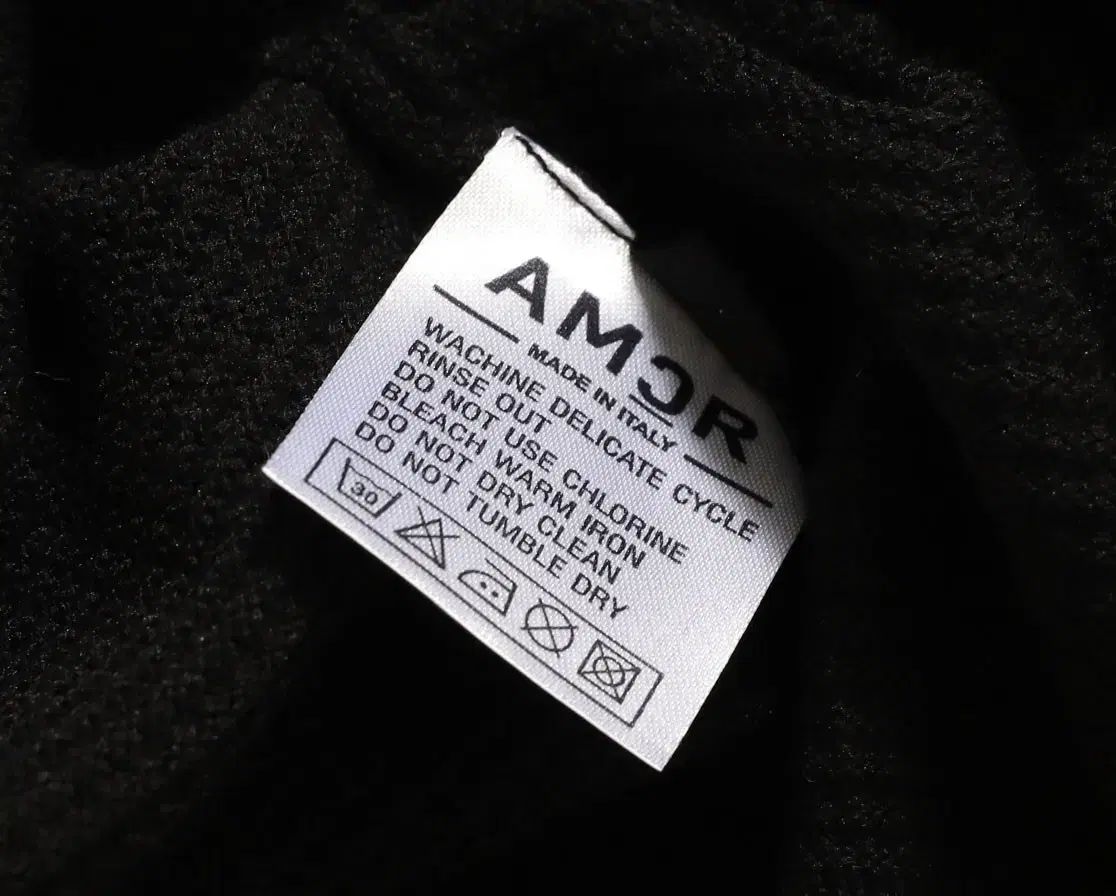 AMOR
MADE IN ITALY
WACHINE DELICATE CYCLE
RINSE OUT
DO NOT USE CHLORINE
BLEACH WARM IRON
DO NOT DRY CLEAN
DO NOT TUMBLE DRY
30